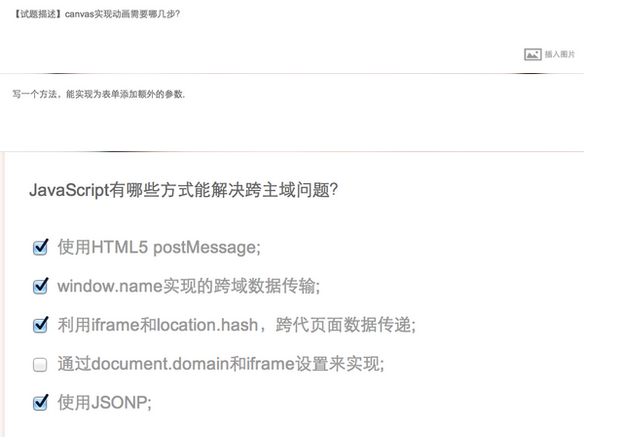 【试题描述】canvas实现动画需要哪几步?
插入图片
写一个方法，能实现为表单添加额外的参数.
JavaScript有哪些方式能解决跨主域问题?
使用HTML5 postMessage;
window.name实现的跨域数据传输;
利用iframe和location.hash，跨代页面数据传递;
通过document.domain和iframe设置来实现;
使用JSONP;